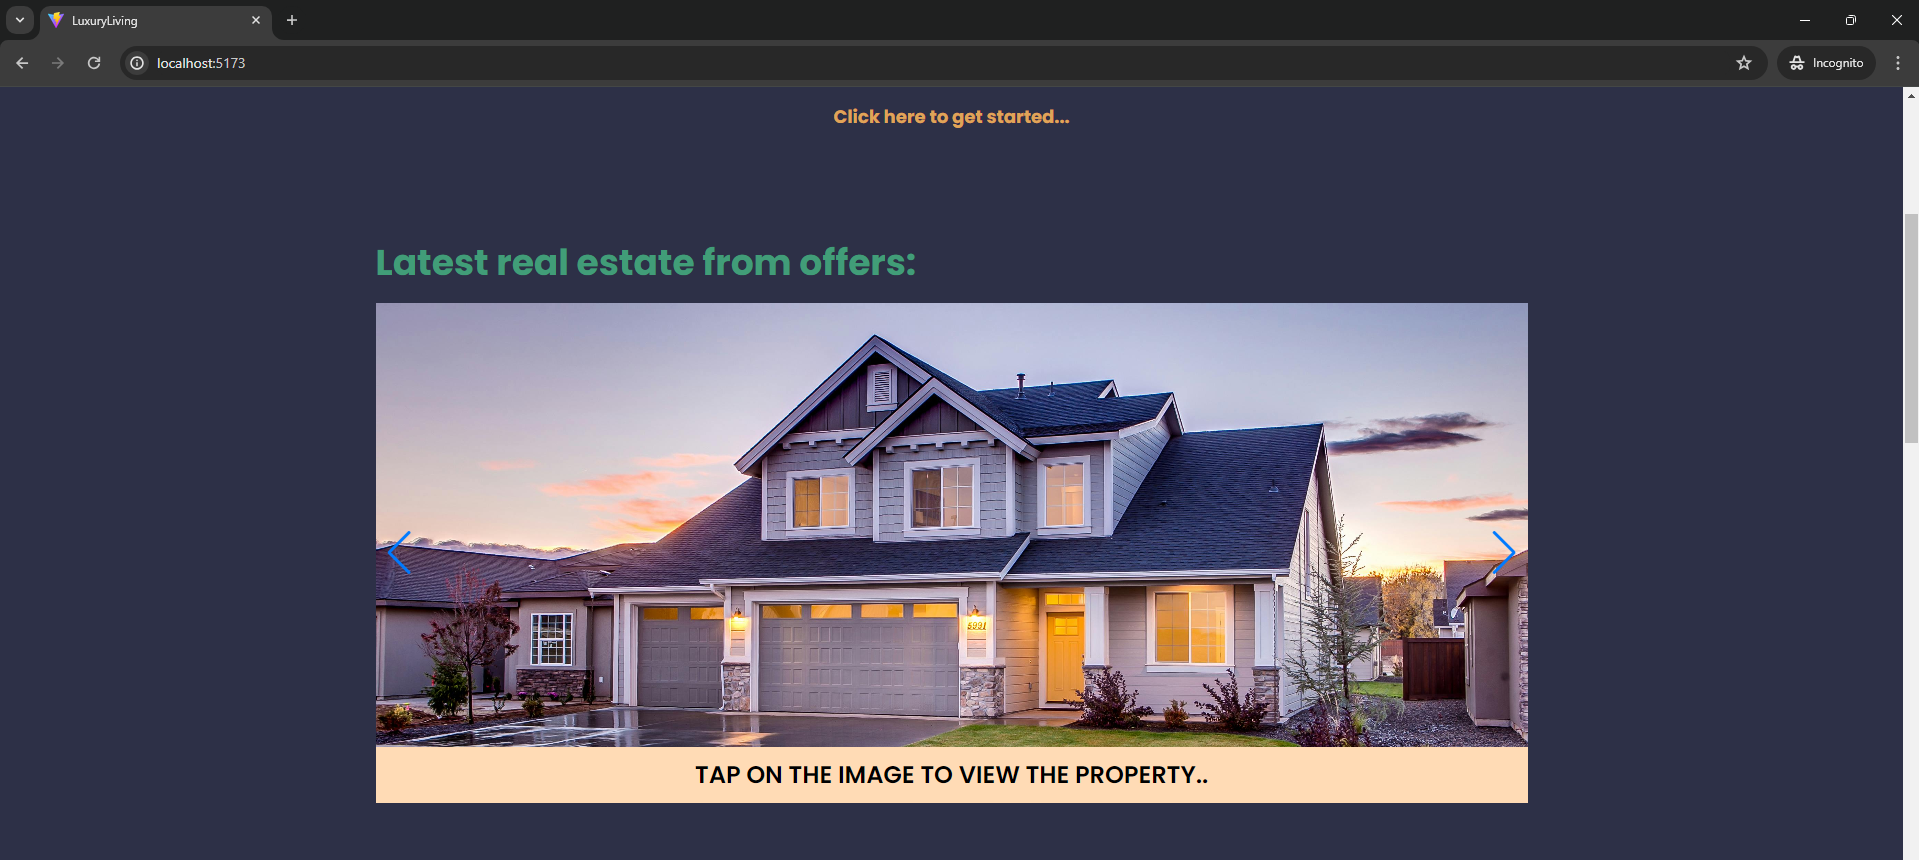 LuxuryLiving
localhost:5173
Incognito
Click here to get started...
Latest real estate from offers:
5991
TAP ON THE IMAGE TO VIEW THE PROPERTY..